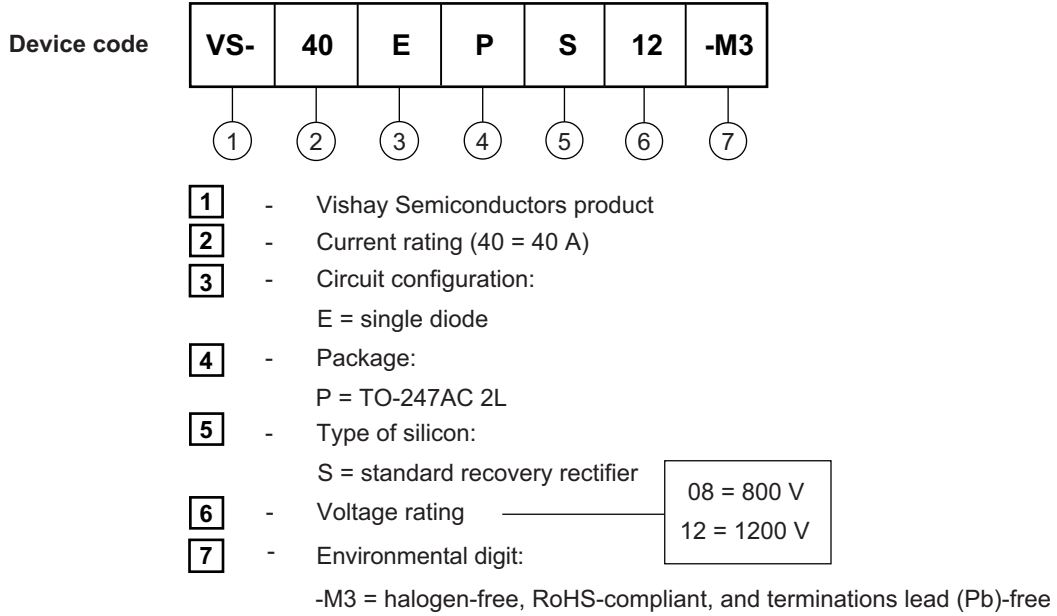 Device code
VS- 40 E P S 12 -M3
1 2 3 4 5 6 7
1 - Vishay Semiconductors product
2 - Current rating (40 = 40 A)
3 - Circuit configuration:
E = single diode
4 - Package:
P = TO-247AC 2L
5 - Type of silicon:
S = standard recovery rectifier
6 - Voltage rating
08 = 800 V
12 = 1200 V
7 - Environmental digit:
-M3 = halogen-free, RoHS-compliant, and terminations lead (Pb)-free